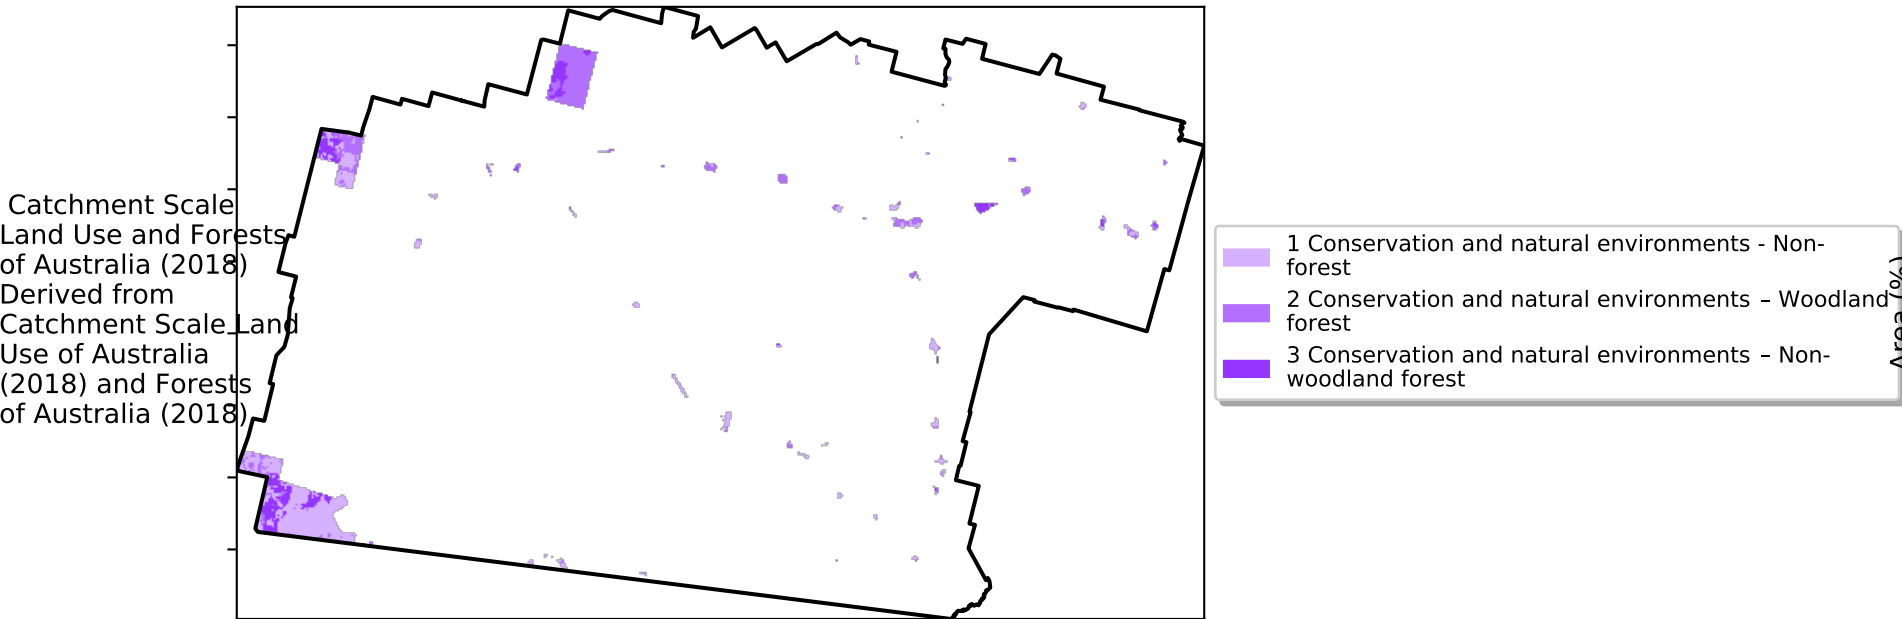 Catchment Scale
Land Use and Forests
of Australia (2018)
Derived from
Catchment Scale Land
Use of Australia
(2018) and Forests
of Australia (2018)
1 Conservation and natural environments - Non-
forest
2 Conservation and natural environments – Woodland
forest
3 Conservation and natural environments – Non-
woodland forest
Area (%)